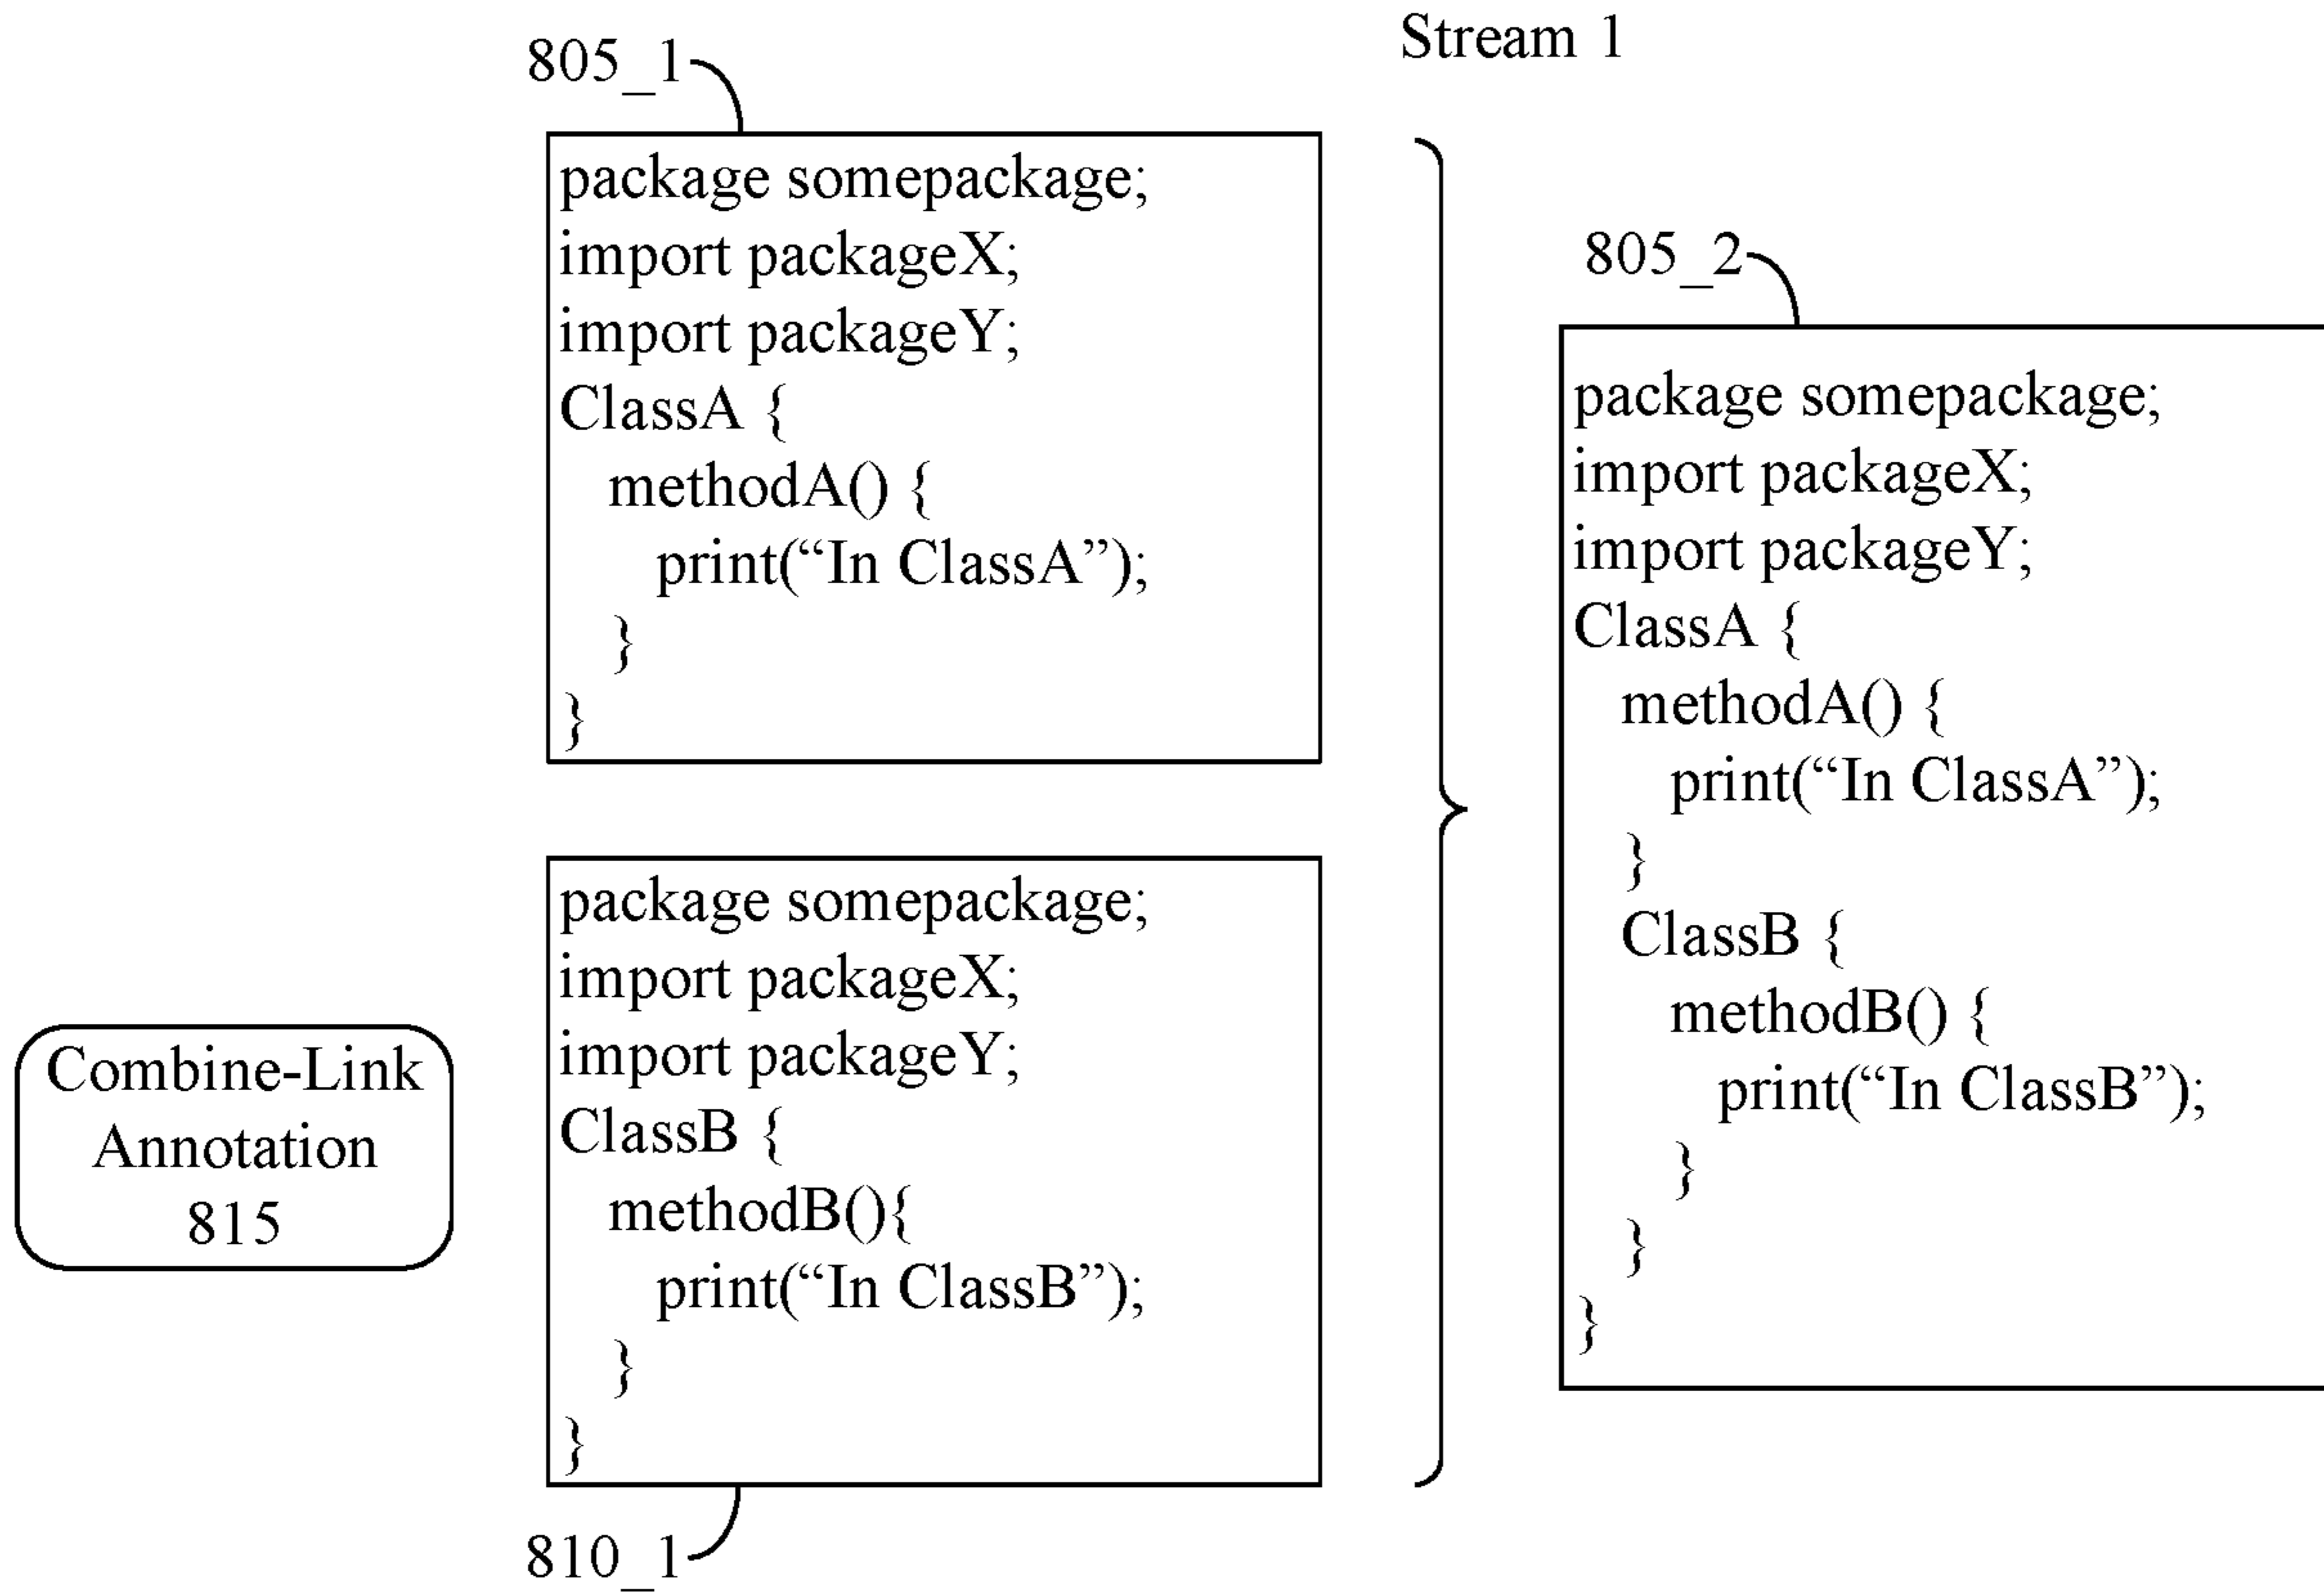 Stream 1
805_1
package somepackage;
import packageX;
import packageY;
ClassA {
methodA() {
print(“In ClassA”);
}
}
Combine-Link
Annotation
815
package somepackage;
import packageX;
import packageY;
ClassB {
methodB(){
print(“In ClassB”);
}
}
810_1
805_2
package somepackage;
import packageX;
import packageY;
ClassA {
methodA() {
print(“In ClassA”);
}
ClassB {
methodB() {
print(“In ClassB”);
}
}
}